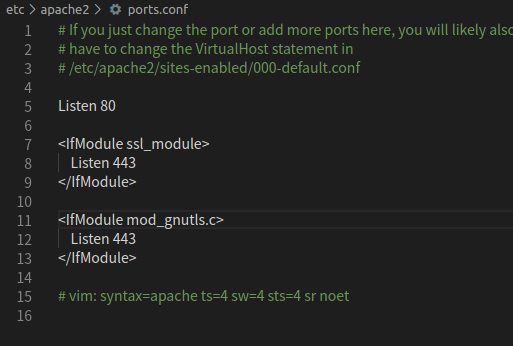 etc > apache2 > ports.conf
1 # If you just change the port or add more ports here, you will likely also
2 # have to change the VirtualHost statement in
3 # /etc/apache2/sites-enabled/000-default.conf
4
5 Listen 80
6
7 <IfModule ssl_module>
8 Listen 443
9 </IfModule>
10
11 <IfModule mod_gnutls.c>
12 Listen 443
13 </IfModule>
14
15 # vim: syntax=apache ts=4 sw=4 sts=4 sr noet
16